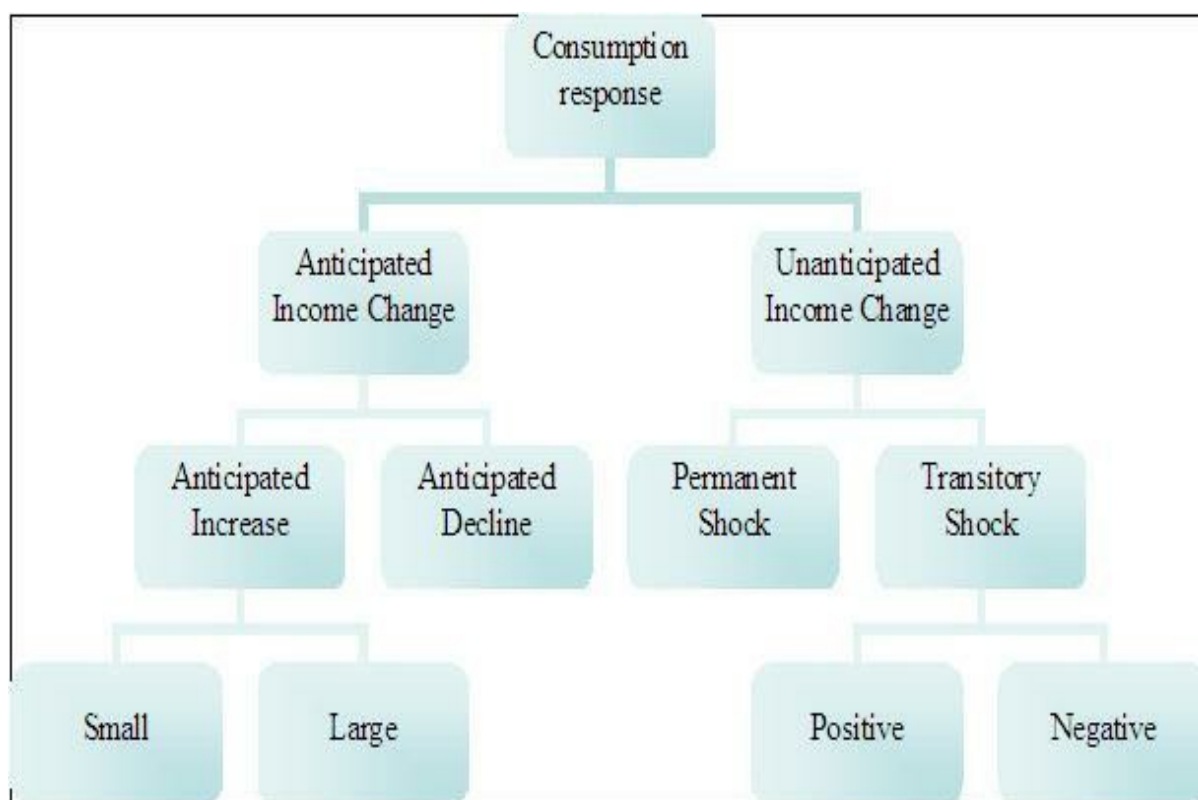 Consumption
response
Anticipated
Income Change
Unanticipated
Income Change
Anticipated
Increase
Anticipated
Decline
Permanent
Shock
Transitory
Shock
Small
Large
Positive
Negative